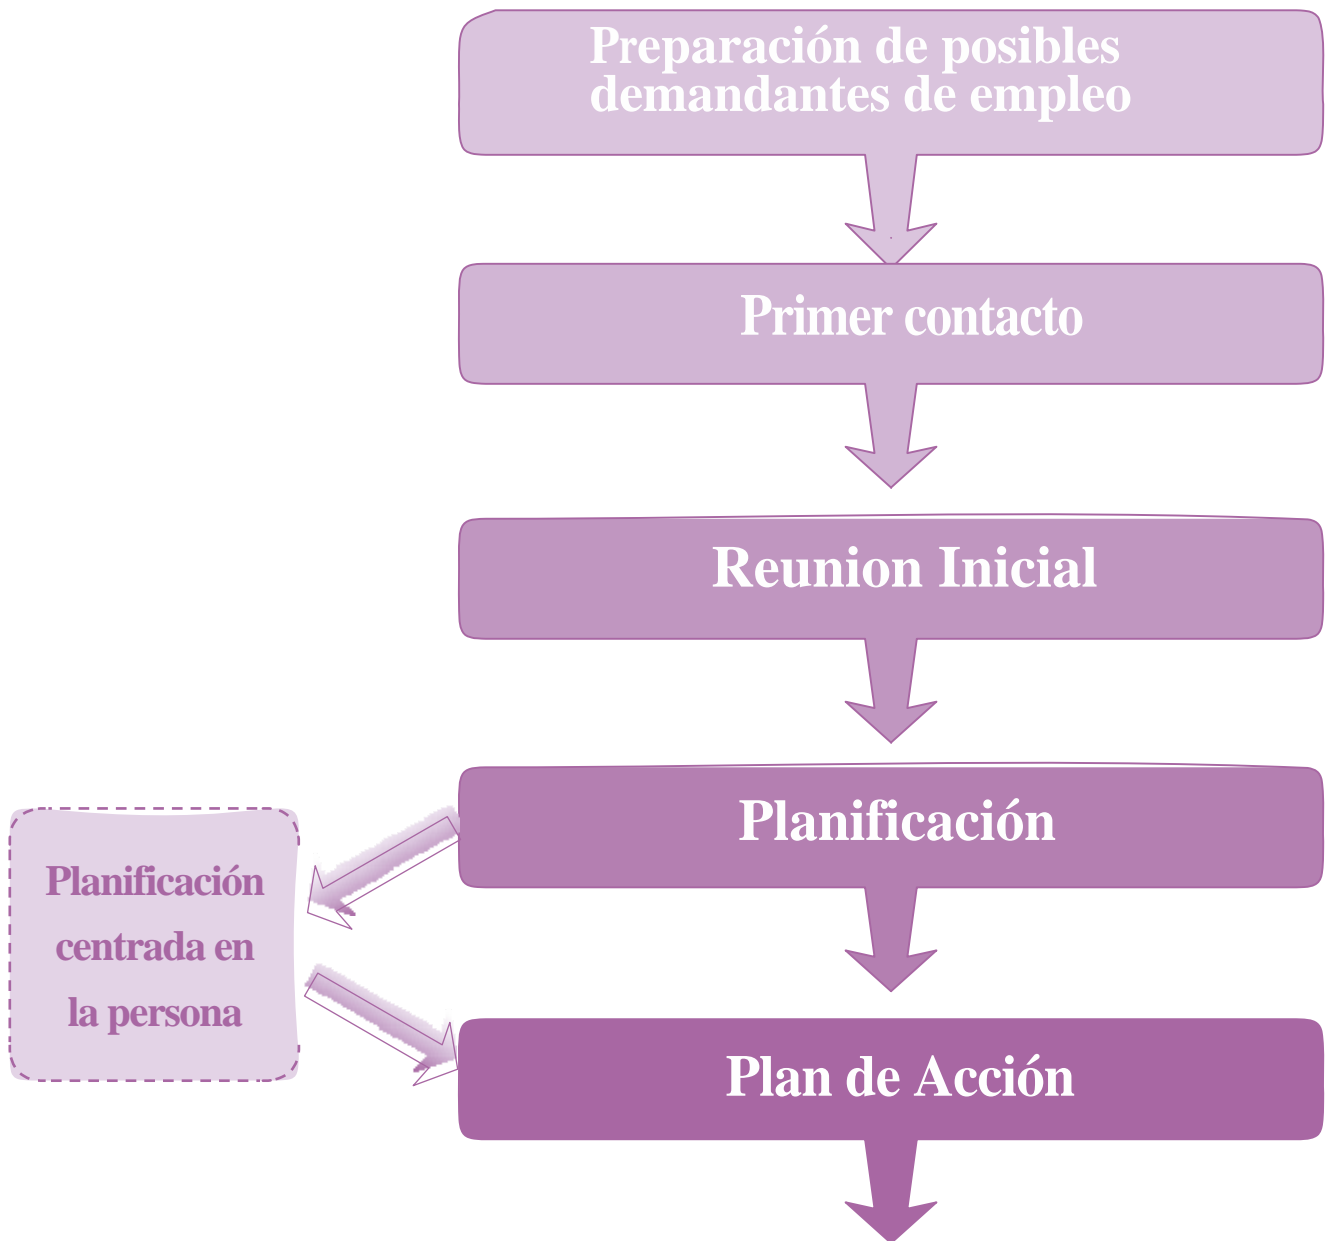 Preparación de posibles
demandantes de empleo
Primer contacto
Reunion Inicial
Planificación
Planificación
centrada en
la persona
Plan de Acción